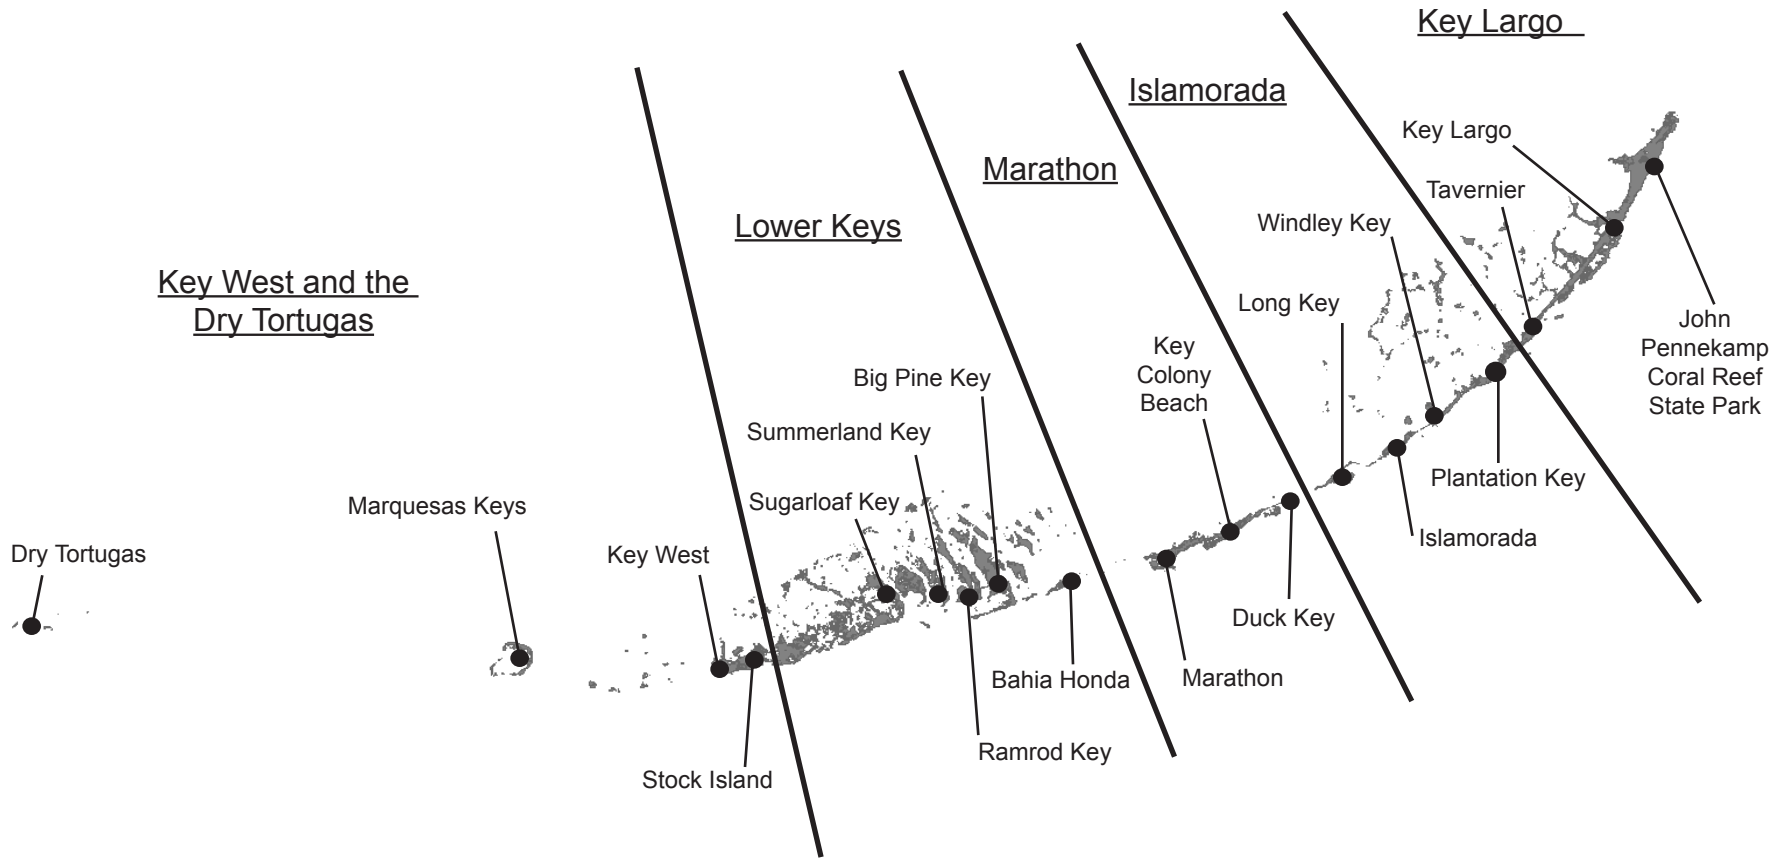 Key Largo
Islamorada
Marathon
Lower Keys
Key West and the
Dry Tortugas
Key Largo
Tavernier
Windley Key
Long Key
Key
Colony
Beach
Big Pine Key
Summerland Key
Sugarloaf Key
Marquesas Keys
Key West
Dry Tortugas
John
Pennekamp
Coral Reef
State Park
Plantation Key
Islamorada
Duck Key
Marathon
Bahia Honda
Ramrod Key
Stock Island